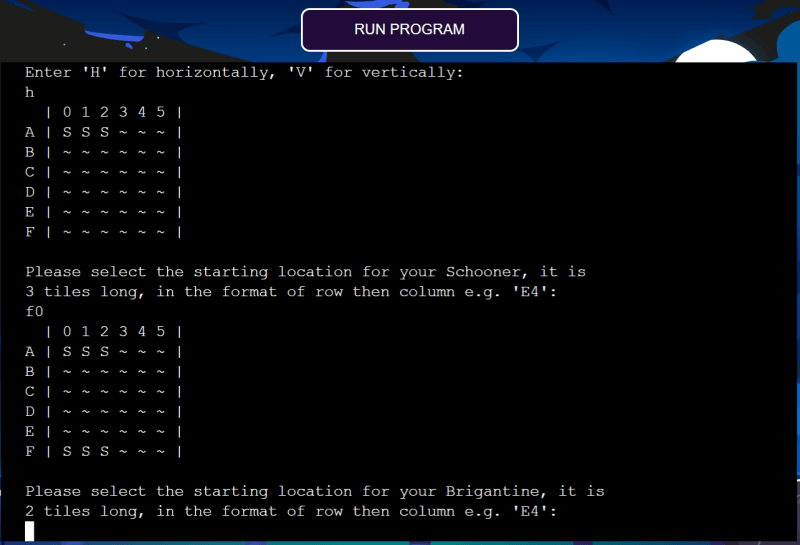 RUN PROGRAM
Enter 'H' for horizontally, 'V' for vertically:
h
  | 0 1 2 3 4 5 |
A | S S S ~ ~ ~ |
B | ~ ~ ~ ~ ~ ~ |
C | ~ ~ ~ ~ ~ ~ |
D | ~ ~ ~ ~ ~ ~ |
E | ~ ~ ~ ~ ~ ~ |
F | ~ ~ ~ ~ ~ ~ |
Please select the starting location for your Schooner, it is
3 tiles long, in the format of row then column e.g. 'E4':
f0
  | 0 1 2 3 4 5 |
A | S S S ~ ~ ~ |
B | ~ ~ ~ ~ ~ ~ |
C | ~ ~ ~ ~ ~ ~ |
D | ~ ~ ~ ~ ~ ~ |
E | ~ ~ ~ ~ ~ ~ |
F | S S S ~ ~ ~ |
Please select the starting location for your Brigantine, it is
2 tiles long, in the format of row then column e.g. 'E4':